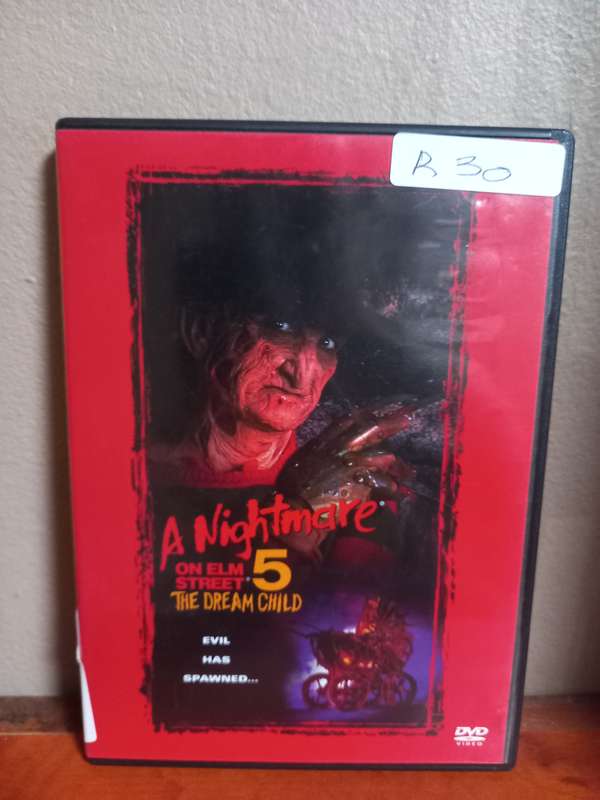 R 30
A Nightmare
ON ELM
STREET 5
THE DREAM CHILD
EVIL
HAS
SPAWNED...
DVD
VIDEO